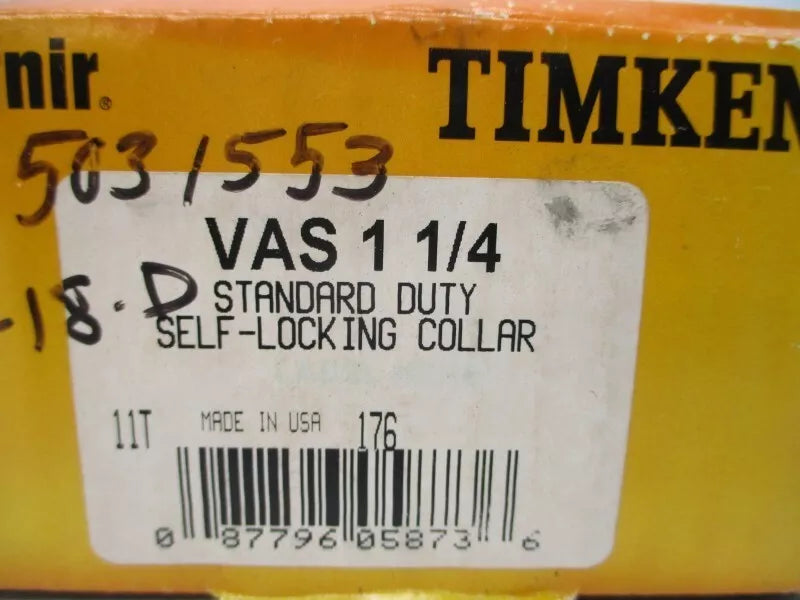 nir® TIMKEN
5031553
VAS 1 1/4
-18.D STANDARD DUTY
SELF-LOCKING COLLAR
11T MADE IN USA 176
0 87796 05873 6